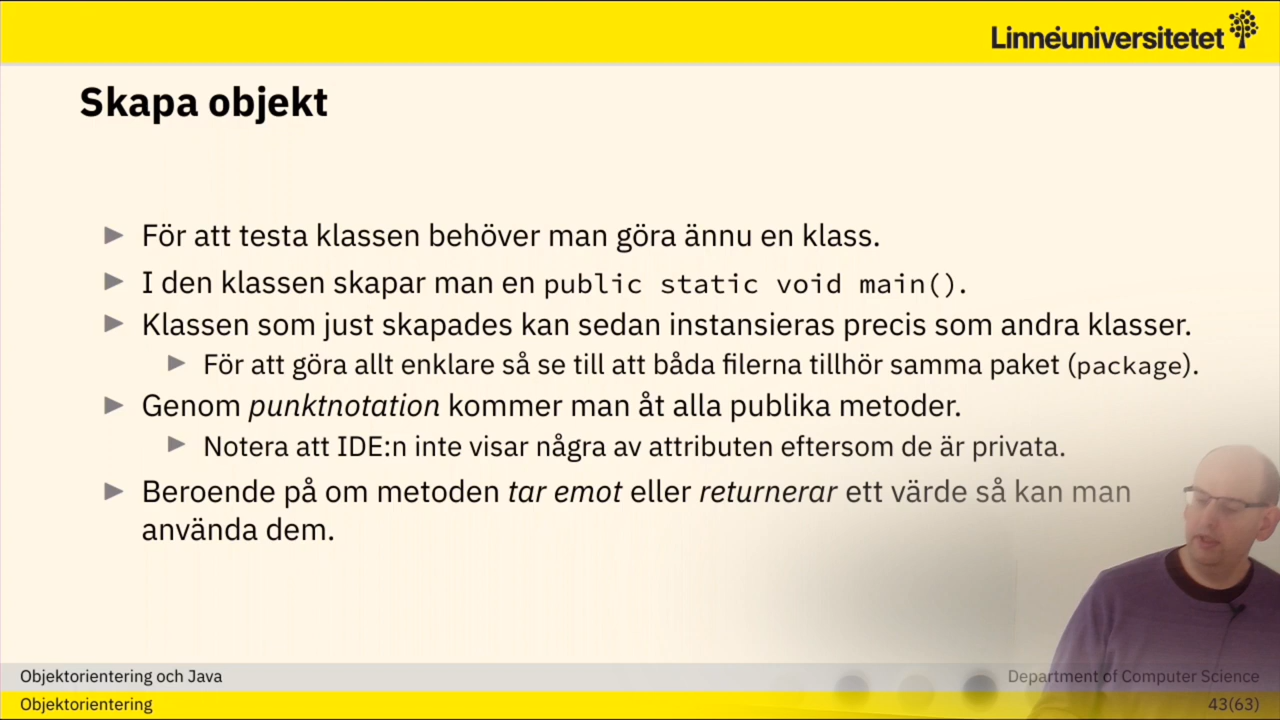 Linnéuniversitetet
Skapa objekt
För att testa klassen behöver man göra ännu en klass.
I den klassen skapar man en public static void main().
Klassen som just skapades kan sedan instansieras precis som andra klasser.
För att göra allt enklare så se till att båda filerna tillhör samma paket (package).
Genom punktnotation kommer man åt alla publika metoder.
Notera att IDE:n inte visar några av attributen eftersom de är privata.
Beroende på om metoden tar emot eller returnerar ett värde så kan man
använda dem.
Objektorientering och Java
Department of Computer Science
Objektorientering
43(63)